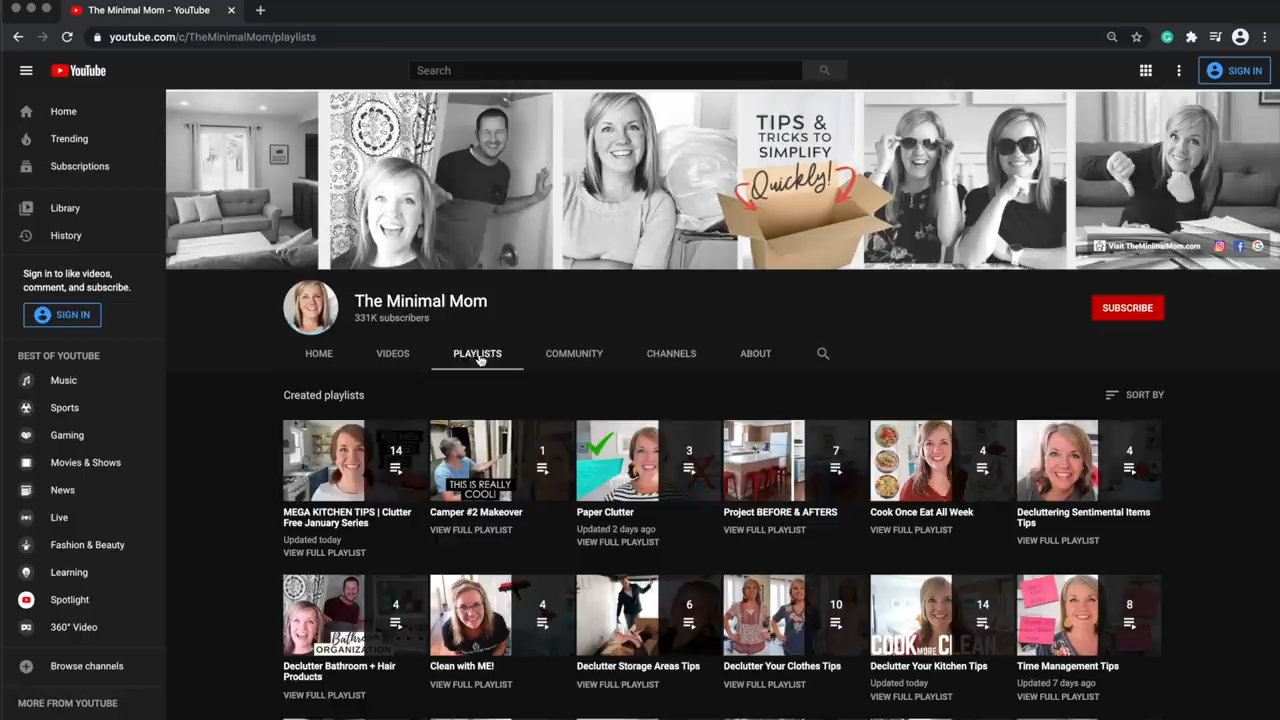 The Minimal Mom - YouTube
youtube.com/c/TheMinimalMom/playlists
YouTube
Search
SIGN IN
Home
Trending
Subscriptions
Library
History
Sign in to like videos,
comment, and subscribe.
SIGN IN
BEST OF YOUTUBE
Music
Sports
Gaming
Movies & Shows
News
Live
Fashion & Beauty
Learning
Spotlight
360° Video
Browse channels
MORE FROM YOUTUBE
TIPS &
TRICKS TO
SIMPLIFY
Quickly!
Visit TheMinimalMom.com
The Minimal Mom
331K subscribers
SUBSCRIBE
HOME
VIDEOS
PLAYLISTS
COMMUNITY
CHANNELS
ABOUT
Created playlists
SORT BY
14
MEGA KITCHEN TIPS | Clutter
Free January Series
Updated today
VIEW FULL PLAYLIST
THIS IS REALLY
COOL!
1
Camper #2 Makeover
VIEW FULL PLAYLIST
3
Paper Clutter
Updated 2 days ago
VIEW FULL PLAYLIST
7
Project BEFORE & AFTERS
VIEW FULL PLAYLIST
4
Cook Once Eat All Week
VIEW FULL PLAYLIST
4
Decluttering Sentimental Items
Tips
VIEW FULL PLAYLIST
Bathroom
ORGANIZATION
4
Declutter Bathroom + Hair
Products
VIEW FULL PLAYLIST
4
Clean with ME!
VIEW FULL PLAYLIST
6
Declutter Storage Areas Tips
VIEW FULL PLAYLIST
10
Declutter Your Clothes Tips
VIEW FULL PLAYLIST
COOK MORE CLEAN
14
Declutter Your Kitchen Tips
Updated today
VIEW FULL PLAYLIST
8
Time Management Tips
Updated 7 days ago
VIEW FULL PLAYLIST